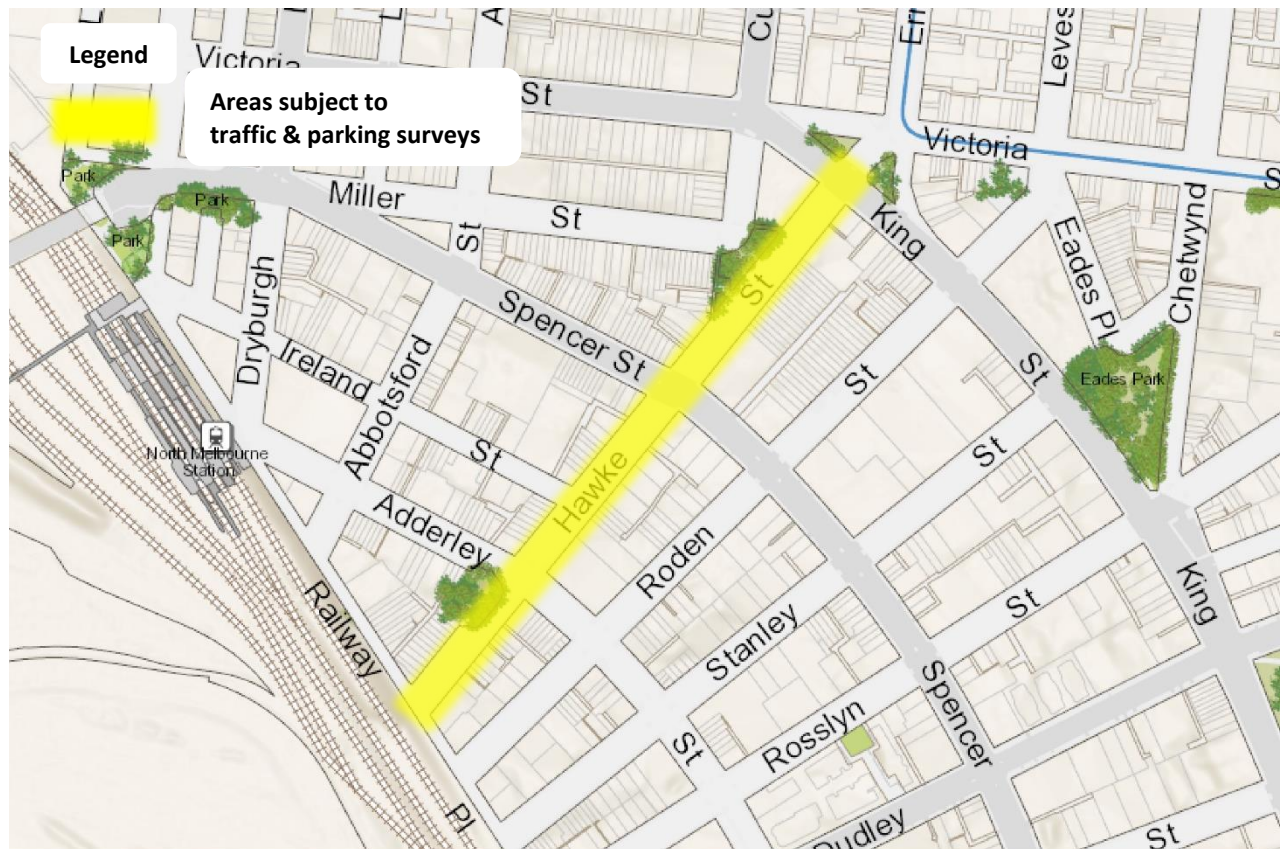 Legend
Areas subject to
traffic & parking surveys
Victoria
St
Leves
Victoria
Park
Park
Park
Miller
St
St
King
Eades Pl
Chetwynd
St
Spencer St
Dryburgh
Ireland
St
Abbotsford
St
St
Eades Park
North Melbourne
Station
Hawke
St
Adderley
Roden
Railway
Pl
Stanley
St
King
St
Rosslyn
Spencer
Dudley
St